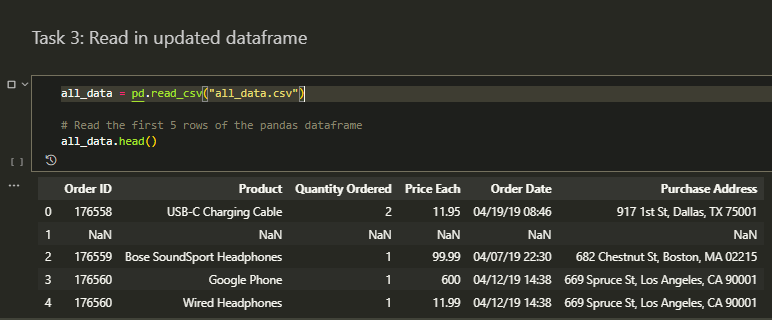 Task 3: Read in updated dataframe
all_data = pd.read_csv("all_data.csv")
# Read the first 5 rows of the pandas dataframe
all_data.head()
[ ]
... Order ID Product Quantity Ordered Price Each Order Date Purchase Address
0 176558 USB-C Charging Cable 2 11.95 04/19/19 08:46 917 1st St, Dallas, TX 75001
1 NaN NaN NaN NaN NaN NaN
2 176559 Bose SoundSport Headphones 1 99.99 04/07/19 22:30 682 Chestnut St, Boston, MA 02215
3 176560 Google Phone 1 600 04/12/19 14:38 669 Spruce St, Los Angeles, CA 90001
4 176560 Wired Headphones 1 11.99 04/12/19 14:38 669 Spruce St, Los Angeles, CA 90001